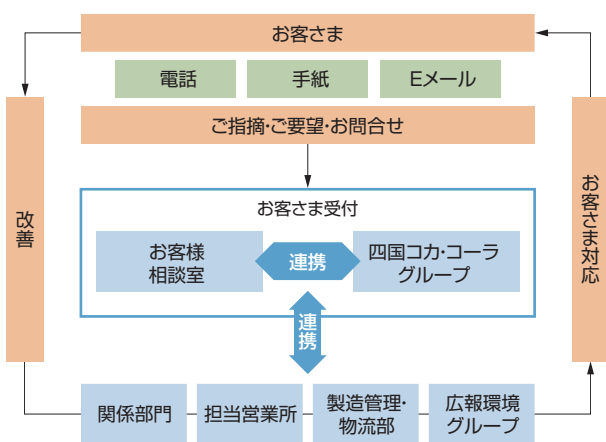 お客さま
電話
手紙
Eメール
ご指摘・ご要望・お問合せ
改善
お客さま対応
お客さま受付
お客様
相談室
連携
四国コカ・コーラ
グループ
連携
関係部門
担当営業所
製造管理・
物流部
広報環境
グループ